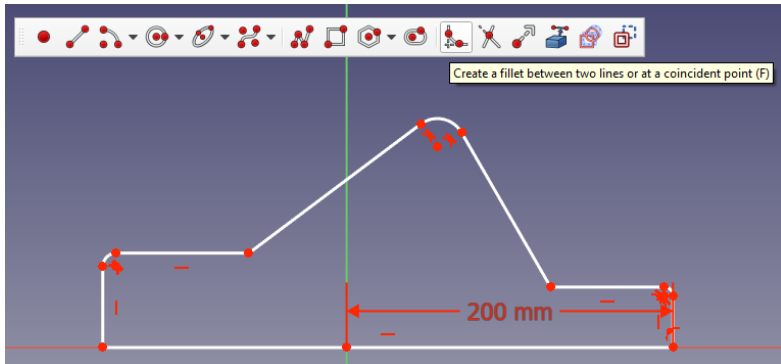 Create a fillet between two lines or at a coincident point (F)
200 mm